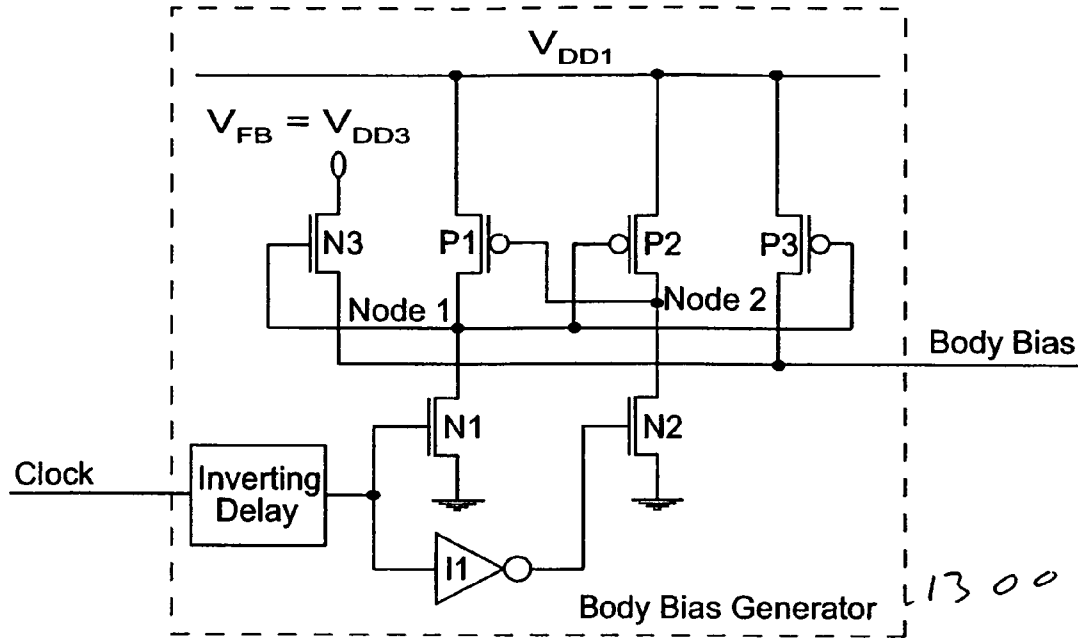 VDD1
VFB = VDD3
N3
P1
P2
P3
Node 1
Node 2
Body Bias
N1
N2
Clock
Inverting
Delay
I1
Body Bias Generator
1300